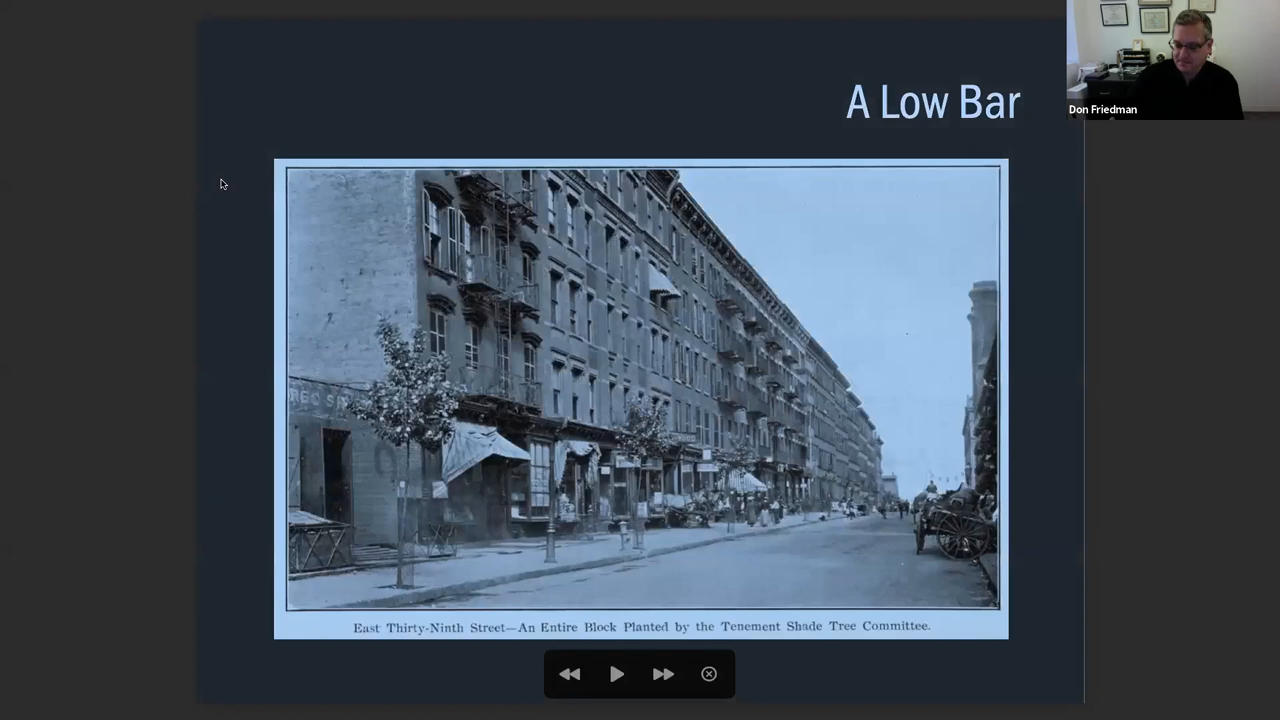 A Low Bar
Don Friedman
East Thirty-Ninth Street—An Entire Block Planted by the Tenement Shade Tree Committee.